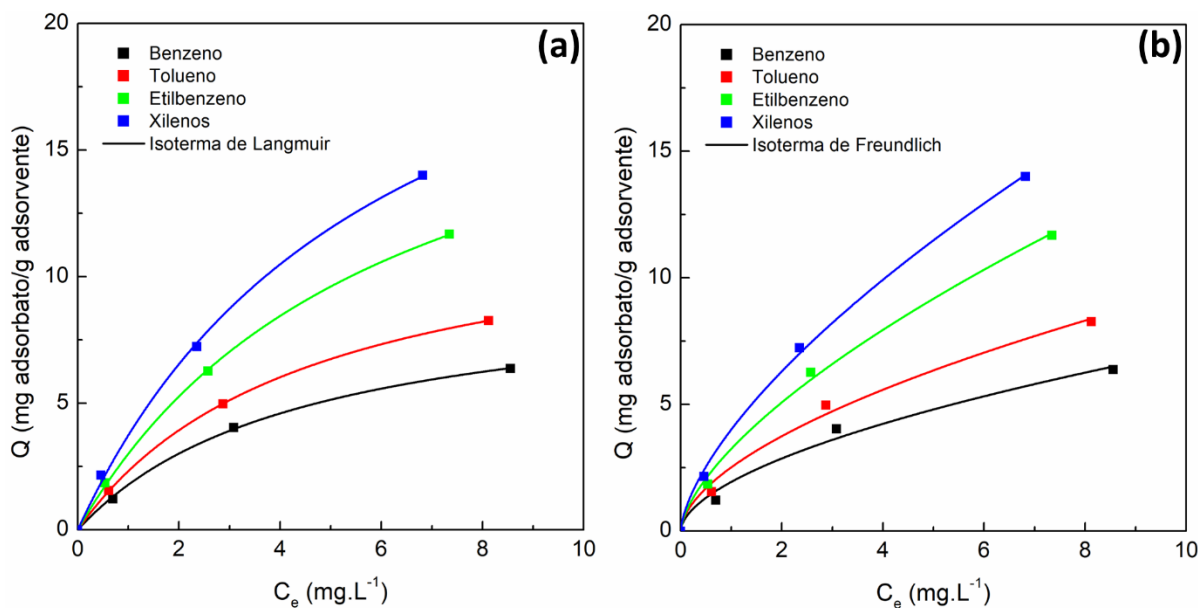 (a)
Benzeno
Tolueno
Etilbenzeno
Xilenos
Isoterma de Langmuir
Q (mg adsorbato/g adsorvente)
20
15
10
5
0
0 2 4 6 8 10
C_e (mg.L⁻¹)
(b)
Benzeno
Tolueno
Etilbenzeno
Xilenos
Isoterma de Freundlich
Q (mg adsorbato/g adsorvente)
20
15
10
5
0
0 2 4 6 8 10
C_e (mg.L⁻¹)